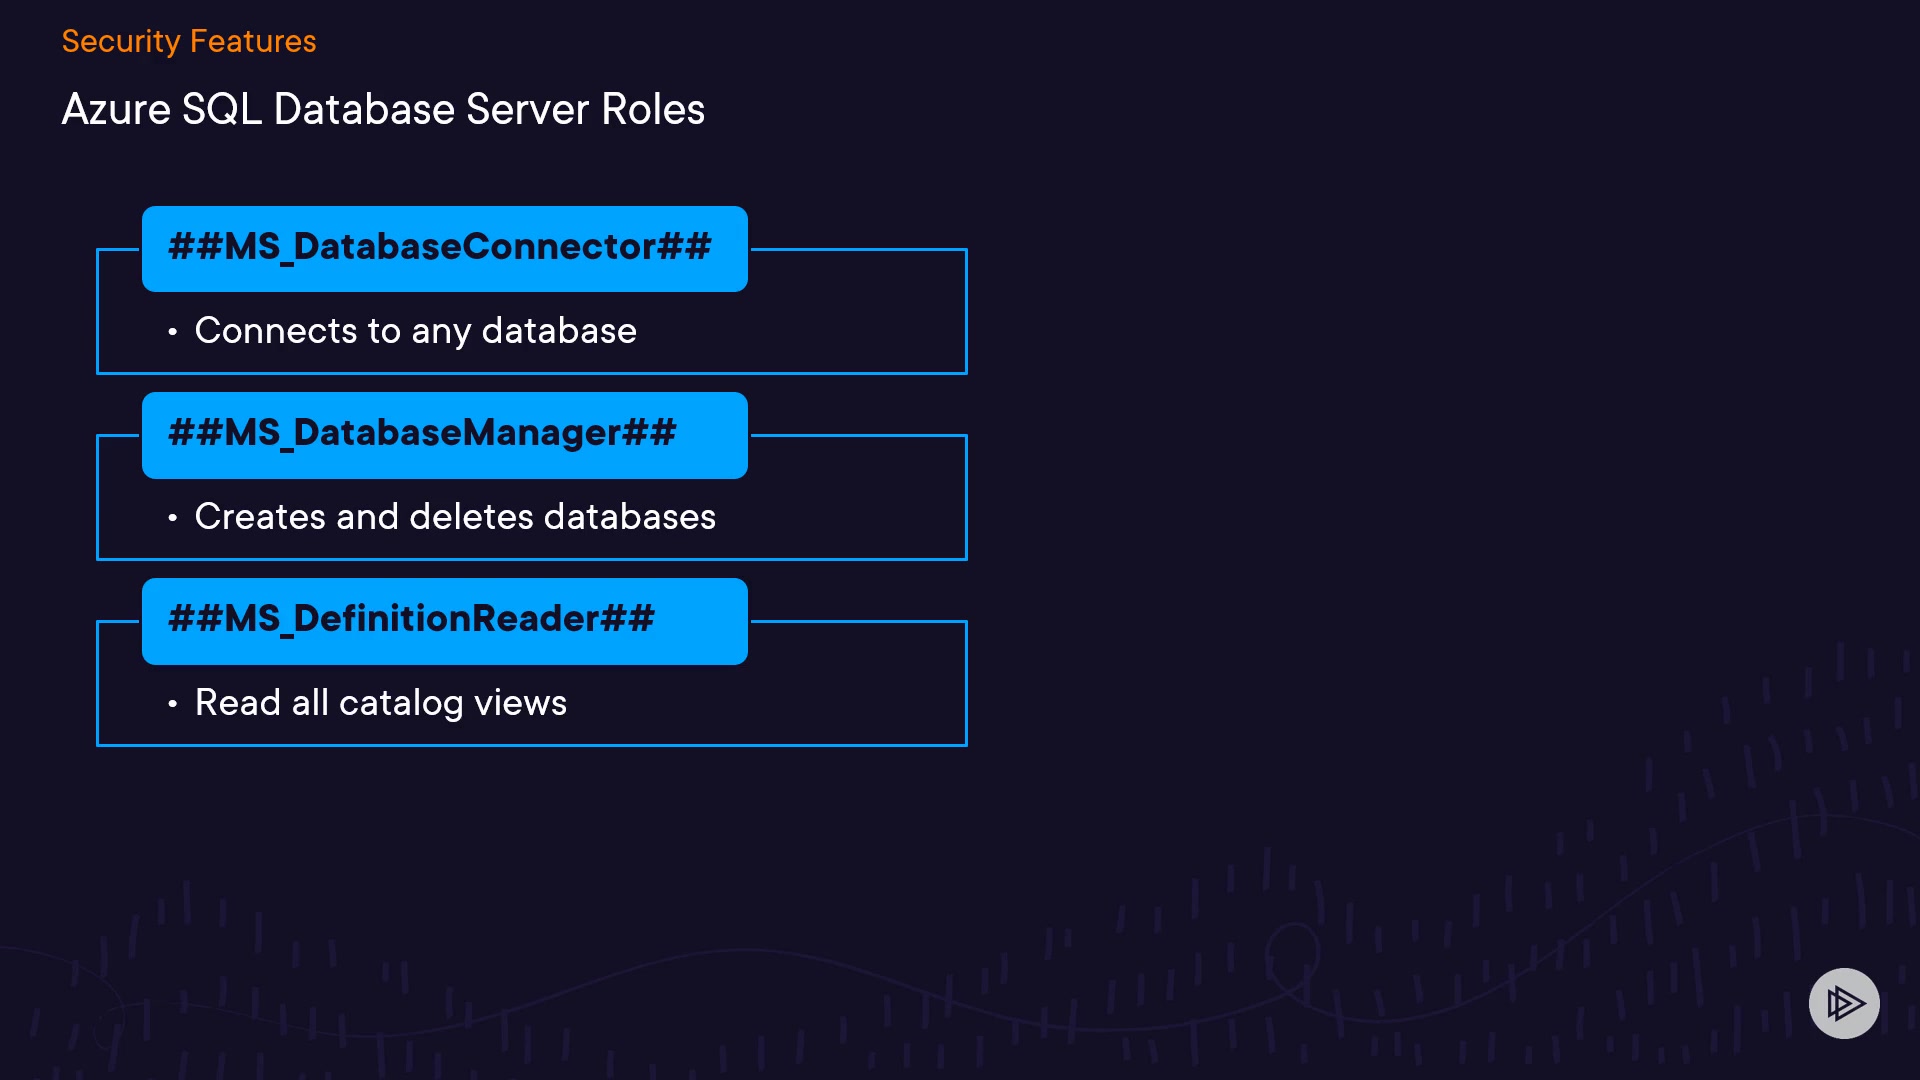 Security Features
Azure SQL Database Server Roles
##MS_DatabaseConnector##
• Connects to any database
##MS_DatabaseManager##
• Creates and deletes databases
##MS_DefinitionReader##
• Read all catalog views